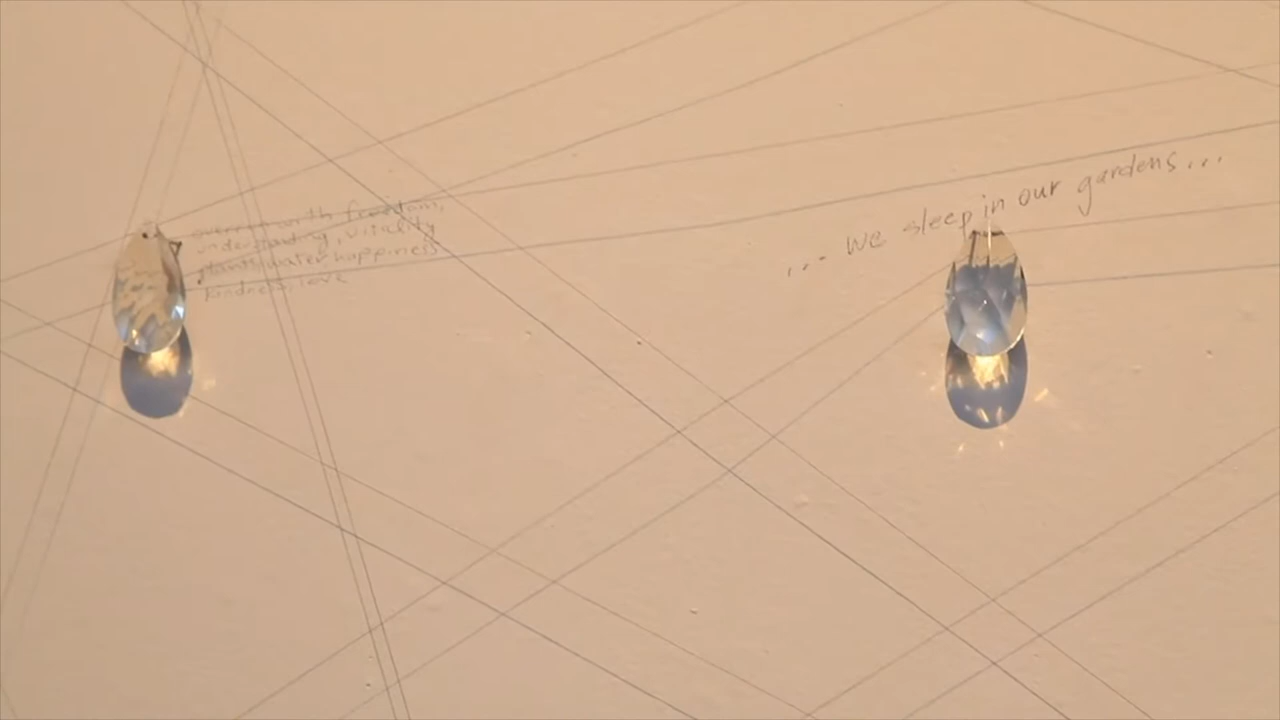 with freedom,
understanding, vitality
plants, water happiness
kindness, love
... we sleep in our gardens...